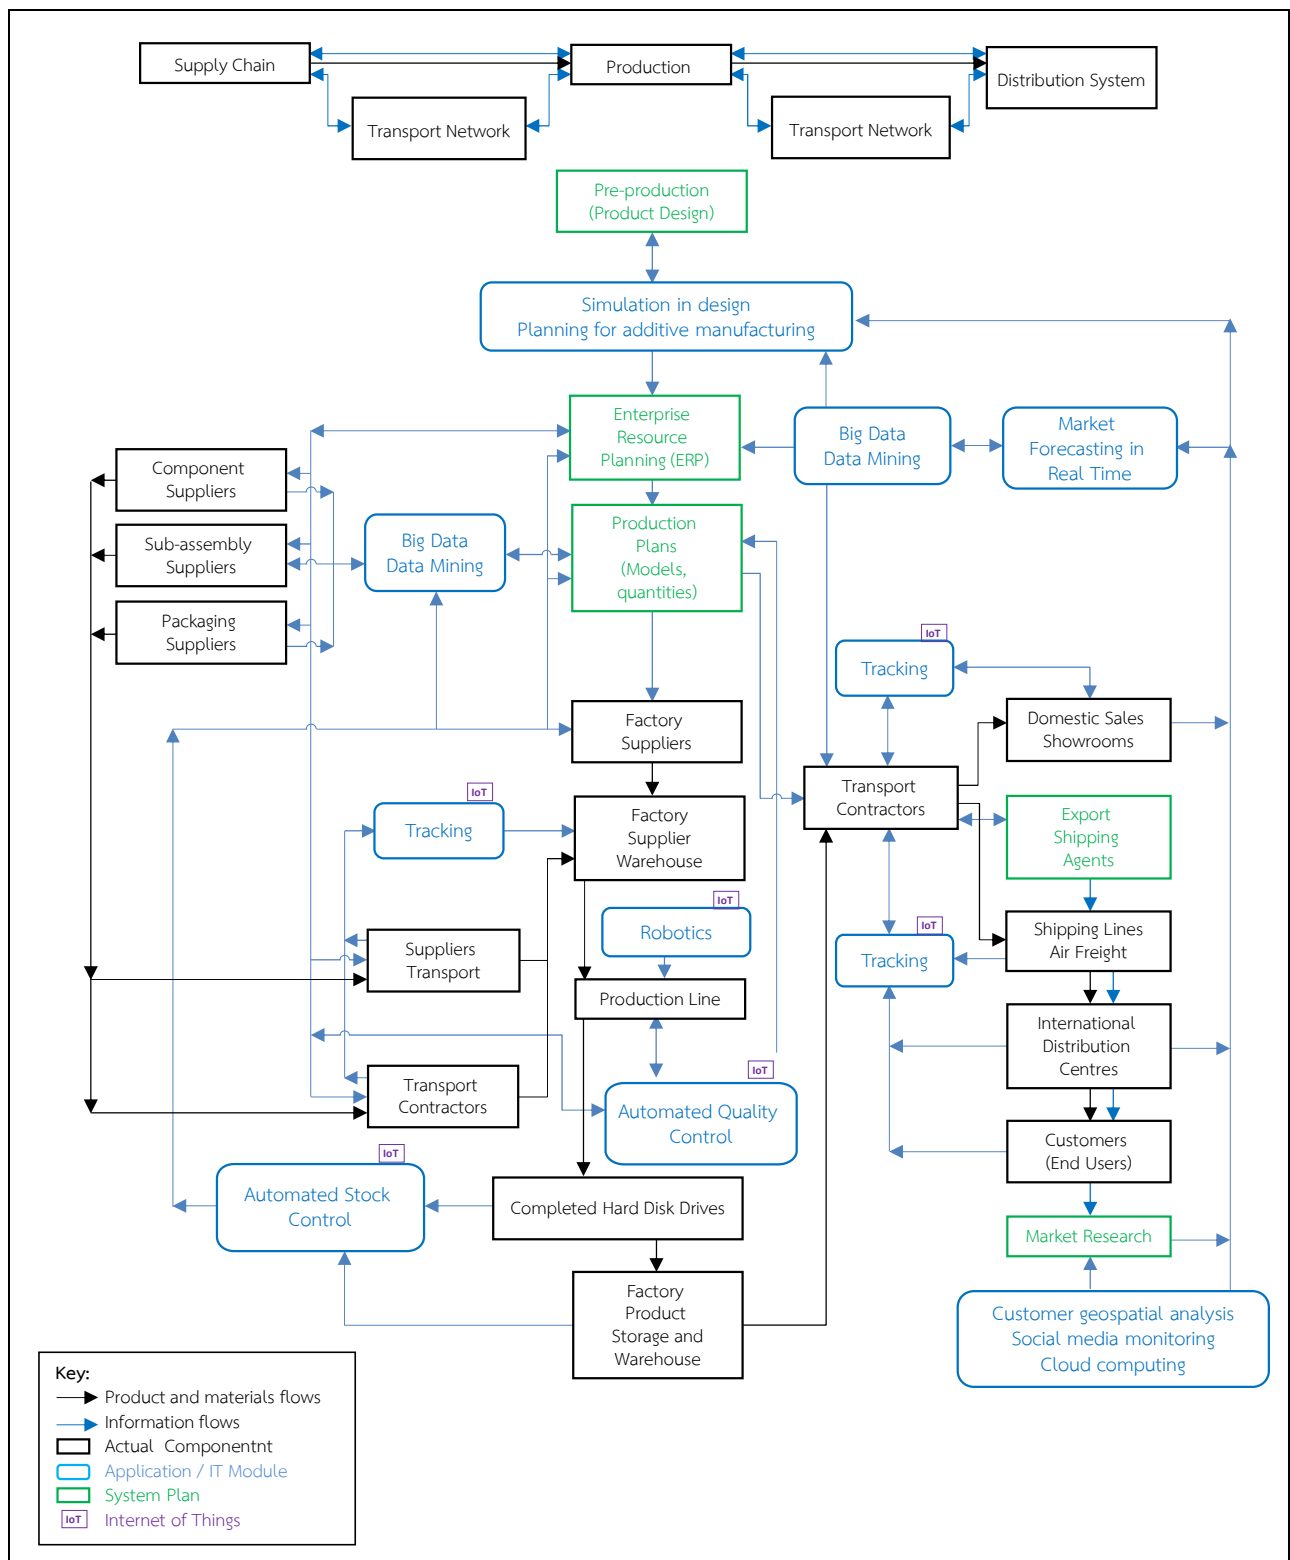 Supply Chain
Production
Distribution System
Transport Network
Transport Network
Pre-production
(Product Design)
Simulation in design
Planning for additive manufacturing
Enterprise
Resource
Planning (ERP)
Big Data
Data Mining
Market
Forecasting in
Real Time
Component
Suppliers
Sub-assembly
Suppliers
Packaging
Suppliers
Big Data
Data Mining
Production
Plans
(Models,
quantities)
IoT
Tracking
Factory
Suppliers
Domestic Sales
Showrooms
IoT
Tracking
Factory
Supplier
Warehouse
Transport
Contractors
Export
Shipping
Agents
IoT
Robotics
Suppliers
Transport
Production Line
IoT
Tracking
Shipping Lines
Air Freight
International
Distribution
Centres
Transport
Contractors
IoT
Automated Quality
Control
Customers
(End Users)
IoT
Automated Stock
Control
Completed Hard Disk Drives
Market Research
Factory
Product
Storage and
Warehouse
Customer geospatial analysis
Social media monitoring
Cloud computing
Key:
Product and materials flows
Information flows
Actual Componentnt
Application / IT Module
System Plan
IoT Internet of Things